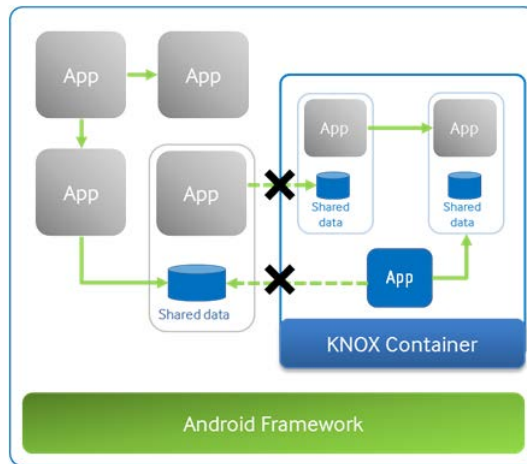 App
App
App
App
Shared data
App
Shared
data
App
Shared
data
App
KNOX Container
Android Framework